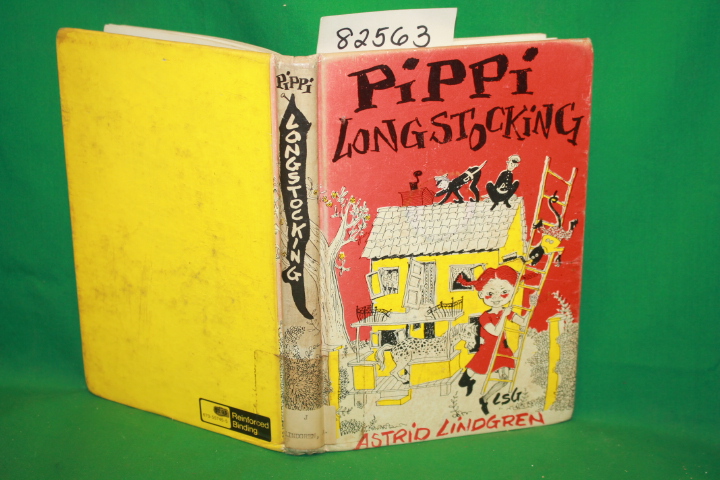 82563
PiPPi
LONGSTOCKING
LSG
ASTRID LINDGREN
PiPPi
LONGSTOCKING
Reinforced
Binding